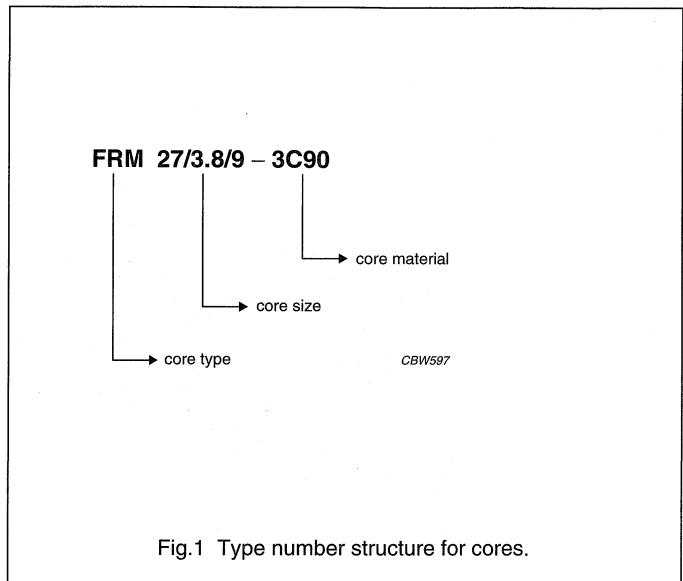 FRM 27/3.8/9 – 3C90
core material
core size
core type
CBW597
Fig.1 Type number structure for cores.